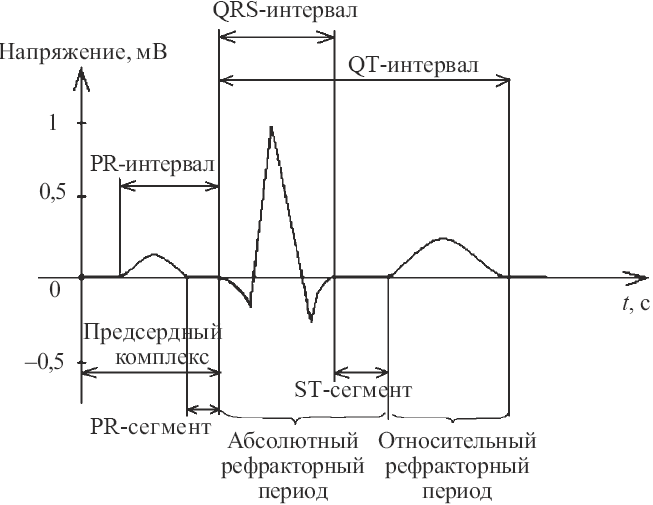 QRS-интервал
Напряжение, мВ
QT-интервал
1
PR-интервал
0,5
0
t, с
Предсердный
комплекс
–0,5
ST-сегмент
PR-сегмент
Абсолютный
рефракторный
период
Относительный
рефракторный
период